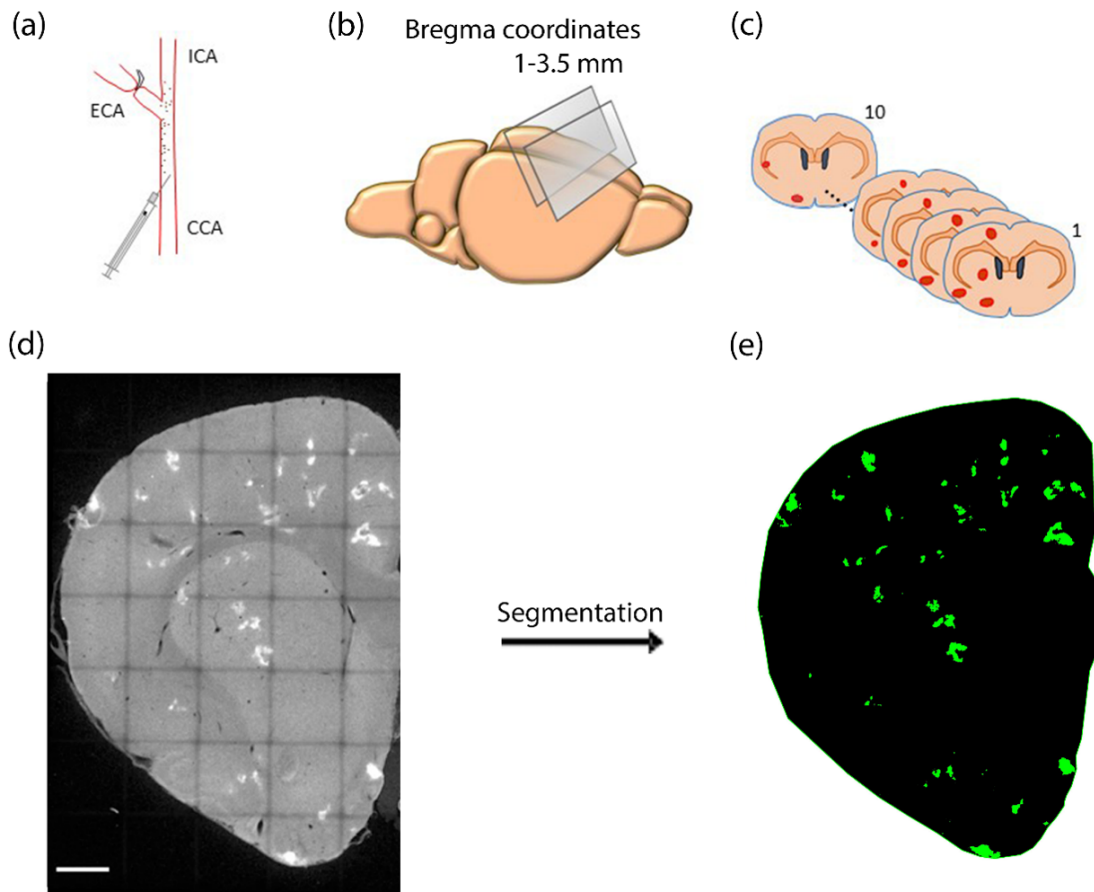 (a)
ICA
ECA
CCA
(b)
Bregma coordinates
1-3.5 mm
(c)
10
1
(d)
Segmentation
(e)